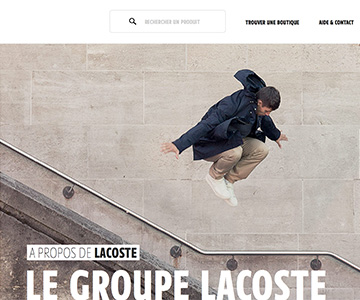 RECHERCHER UN PRODUIT
TROUVER UNE BOUTIQUE
AIDE & CONTACT
A PROPOS DE LACOSTE
LE GROUPE LACOSTE